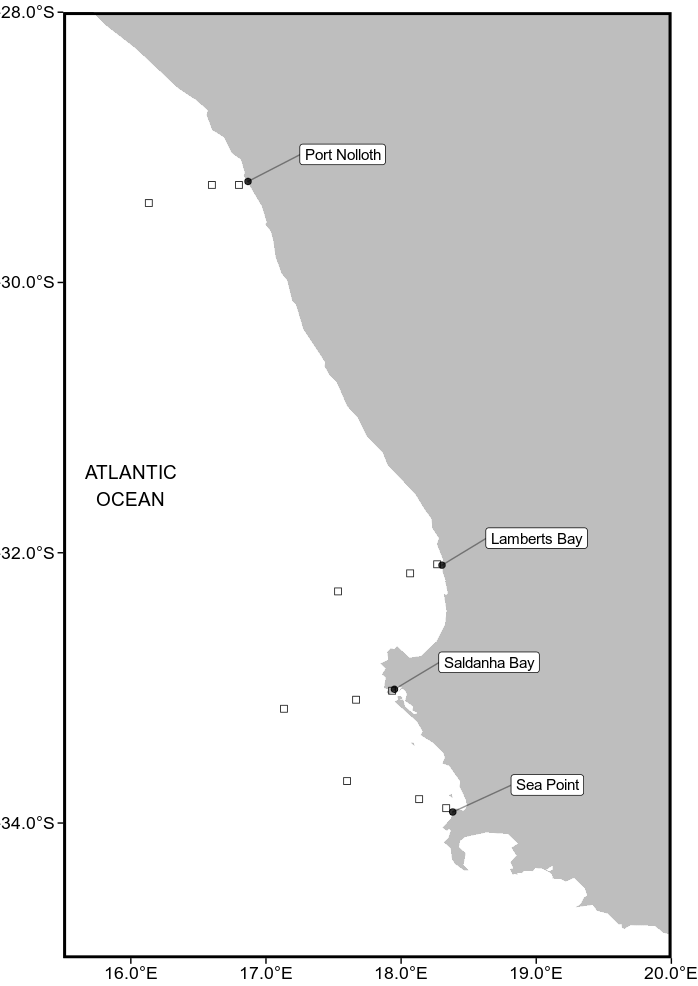 -28.0°S
Port Nolloth
-30.0°S
ATLANTIC
OCEAN
-32.0°S
Lamberts Bay
Saldanha Bay
Sea Point
-34.0°S
16.0°E 17.0°E 18.0°E 19.0°E 20.0°E